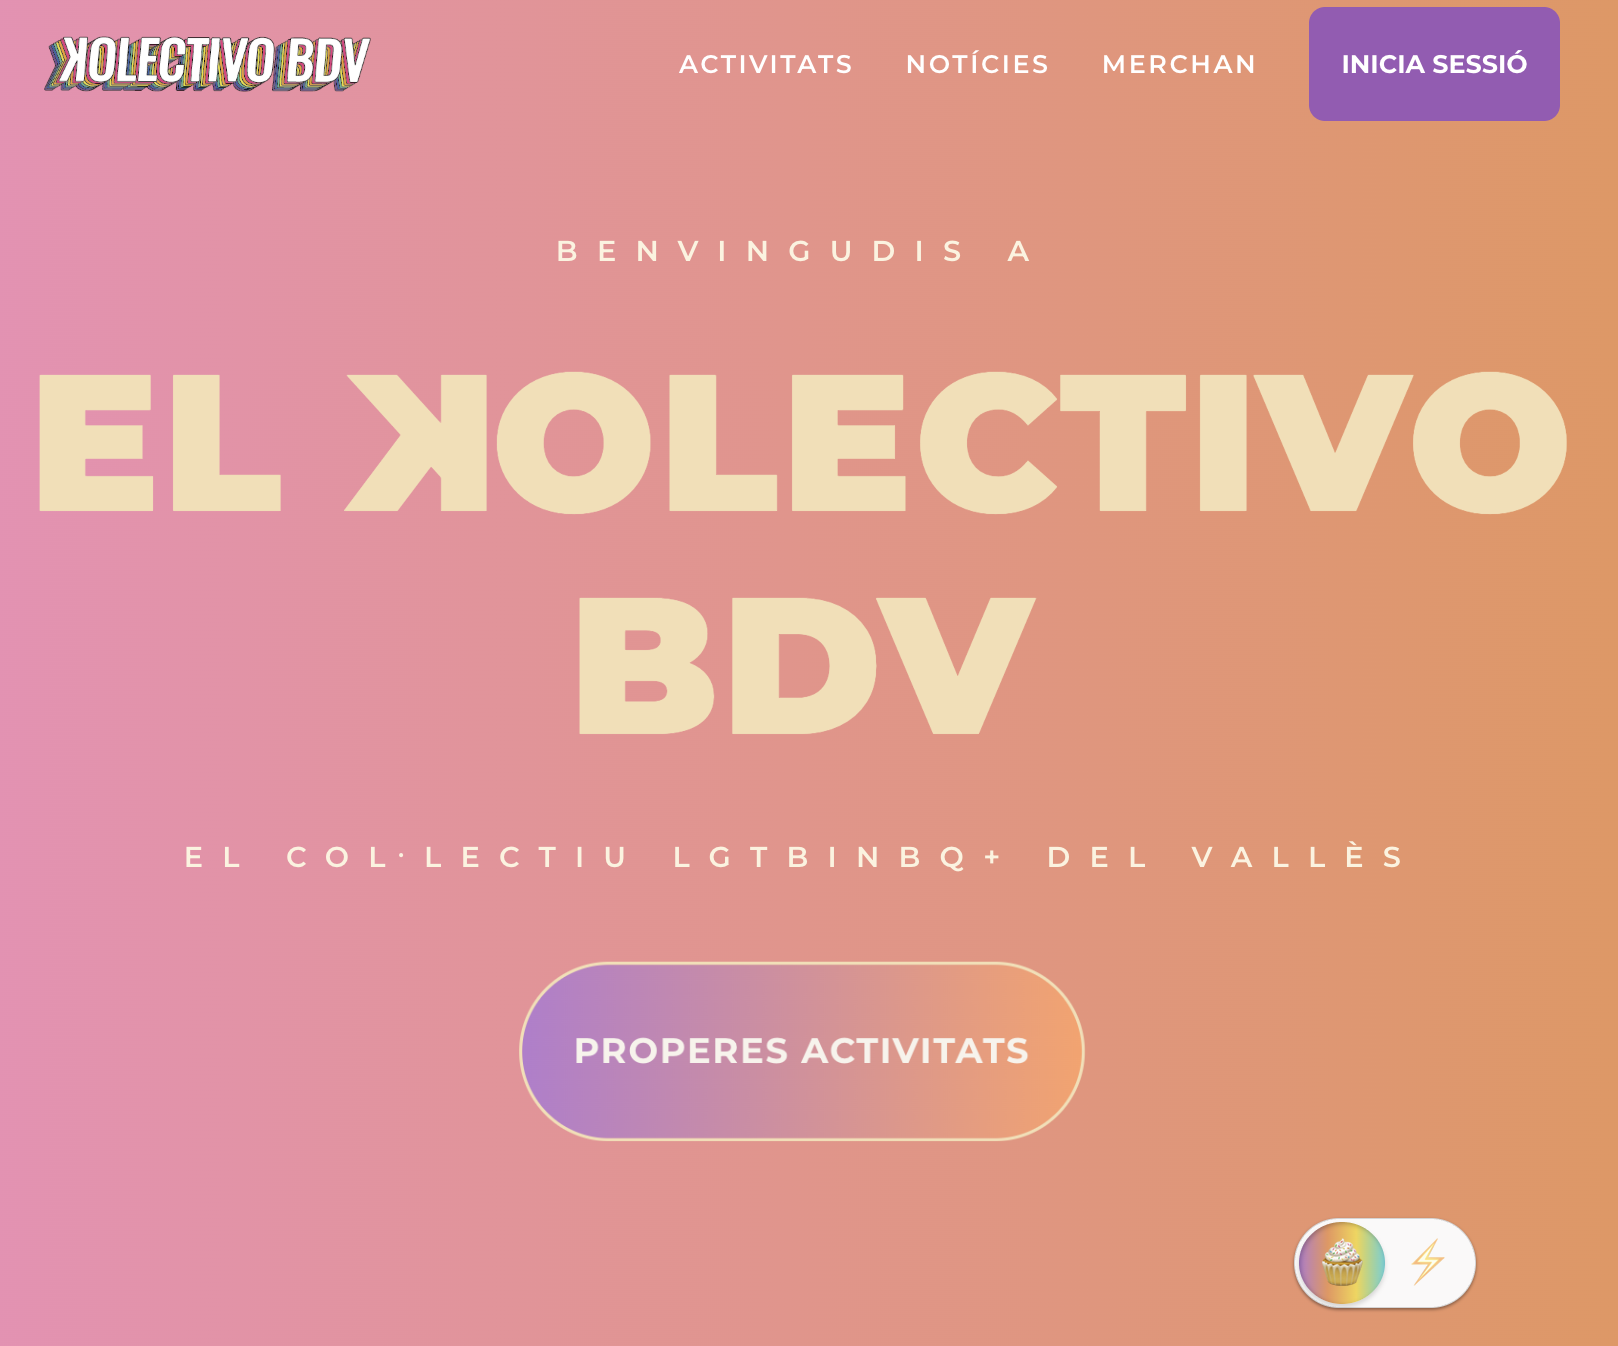 ꓘOLECTIVO BDV
ACTIVITATS NOTÍCIES MERCHAN INICIA SESSIÓ
BENVINGUDIS A
EL ꓘOLECTIVO
BDV
EL COL·LECTIU LGTBINBQ+ DEL VALLÈS
PROPERES ACTIVITATS